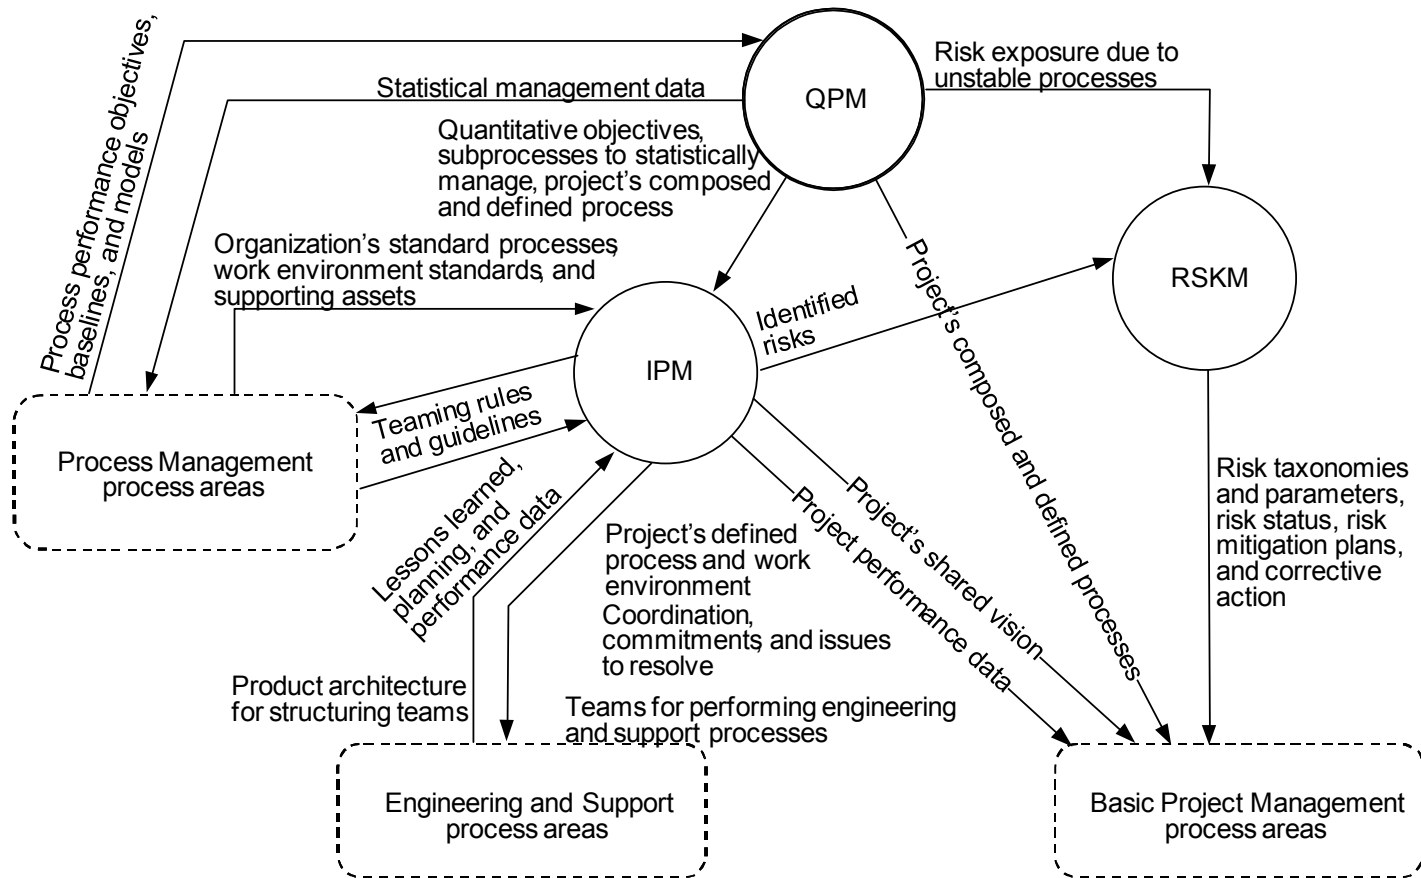 Process performance objectives,
baselines, and models
Statistical management data
QPM
Risk exposure due to
unstable processes
Quantitative objectives,
subprocesses to statistically
manage, project's composed
and defined process
Organization's standard processes,
work environment standards, and
supporting assets
RSKM
Identified
risks
IPM
Project's composed and defined processes
Teaming rules
and guidelines
Process Management
process areas
Lessons learned,
planning, and
performance data
Project's shared vision
Project performance data
Risk taxonomies
and parameters,
risk status, risk
mitigation plans,
and corrective
action
Project's defined
process and work
environment
Coordination,
commitments, and issues
to resolve
Product architecture
for structuring teams
Teams for performing engineering
and support processes
Engineering and Support
process areas
Basic Project Management
process areas